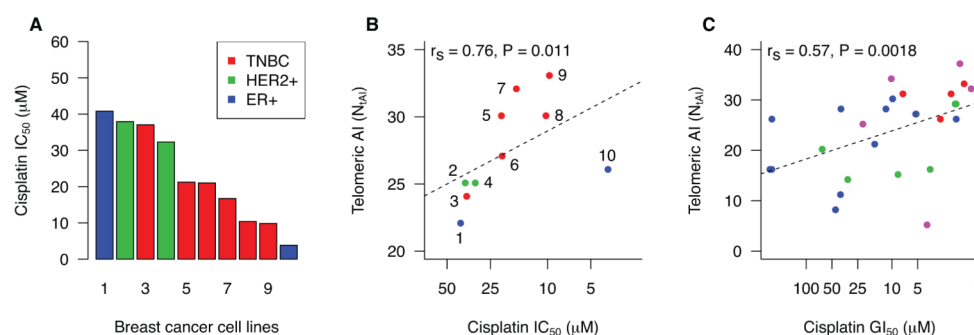 A
Cisplatin IC50 (μM)
60
50
40
30
20
10
0
TNBC
HER2+
ER+
1 3 5 7 9
Breast cancer cell lines
B
Telomeric AI (NtAI)
35
30
25
20
rS = 0.76, P = 0.011
7
9
5
8
6
2
4
3
10
1
50 25 10 5
Cisplatin IC50 (μM)
C
Telomeric AI (NtAI)
40
30
20
10
0
rS = 0.57, P = 0.0018
100 50 25 10 5
Cisplatin GI50 (μM)